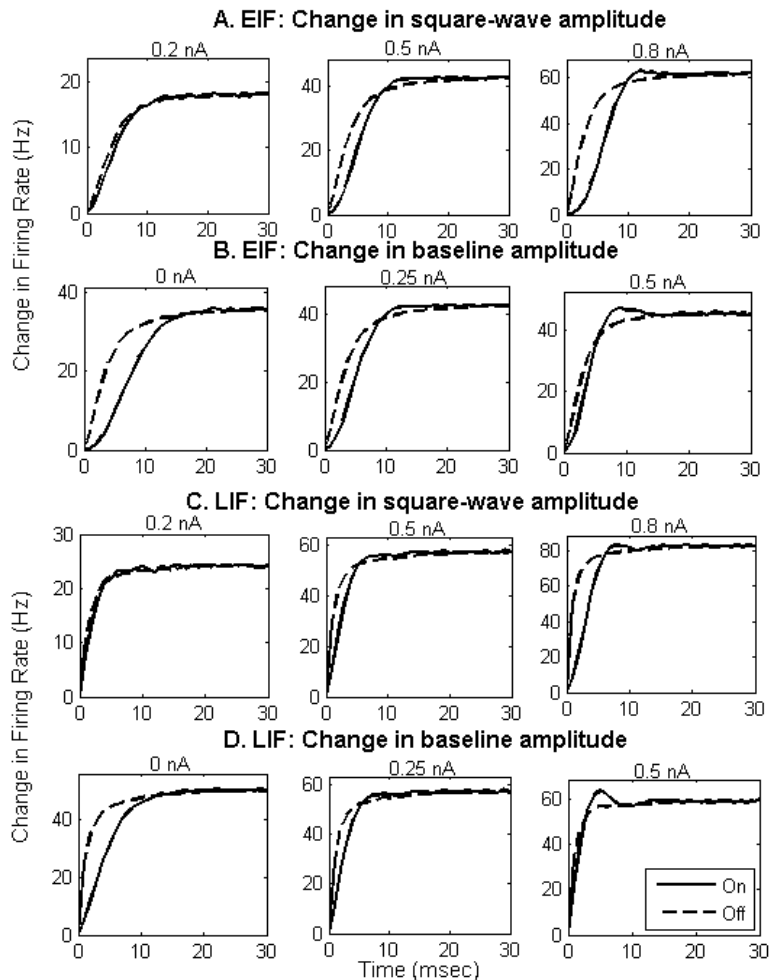 A. EIF: Change in square-wave amplitude
0.2 nA 0.5 nA 0.8 nA
20
10
0
0 10 20 30
40
20
0
0 10 20 30
60
40
20
0
0 10 20 30
Change in Firing Rate (Hz)
B. EIF: Change in baseline amplitude
0 nA 0.25 nA 0.5 nA
40
20
0
0 10 20 30
40
20
0
0 10 20 30
40
20
0
0 10 20 30
C. LIF: Change in square-wave amplitude
0.2 nA 0.5 nA 0.8 nA
30
20
10
0
0 10 20 30
60
40
20
0
0 10 20 30
80
60
40
20
0
0 10 20 30
Change in Firing Rate (Hz)
D. LIF: Change in baseline amplitude
0 nA 0.25 nA 0.5 nA
40
20
0
0 10 20 30
60
40
20
0
0 10 20 30
60
40
20
0
0 10 20 30
On
Off
Time (msec)